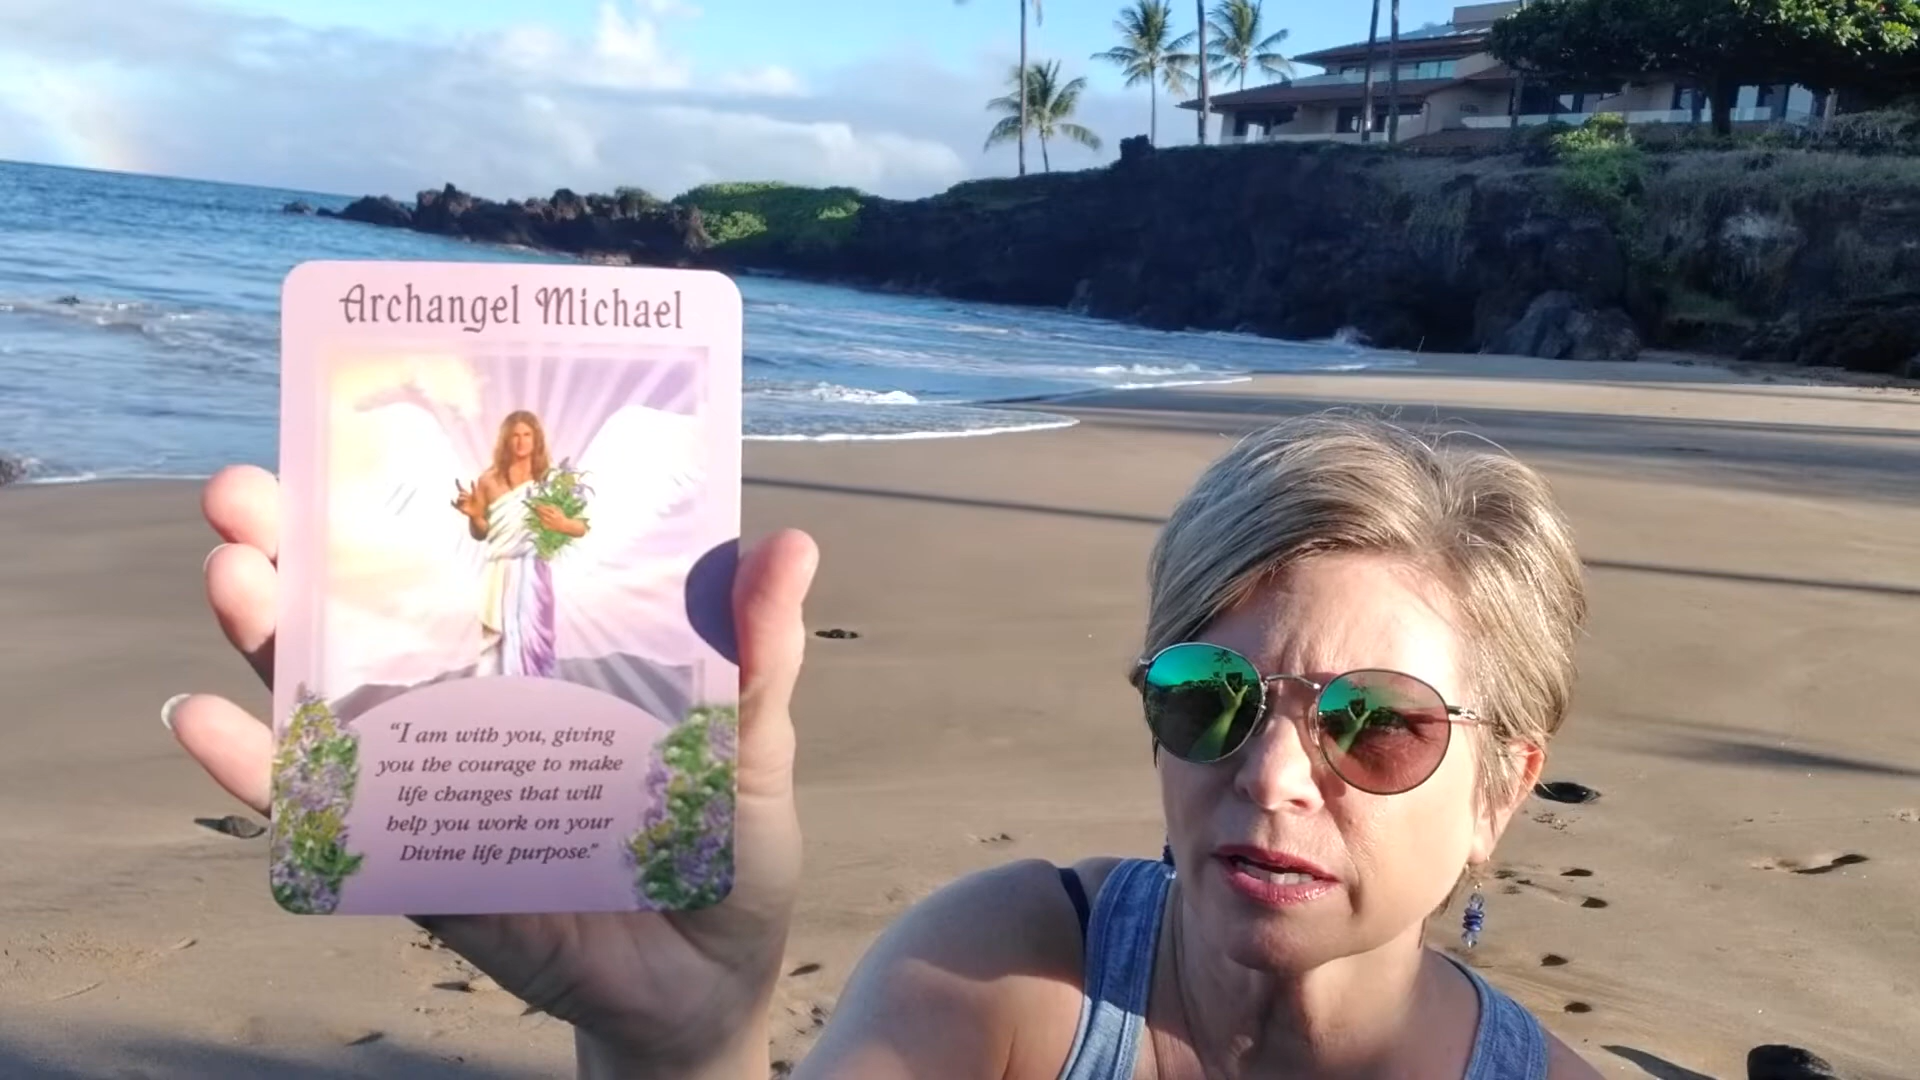 Archangel Michael
"I am with you, giving
you the courage to make
life changes that will
help you work on your
Divine life purpose."